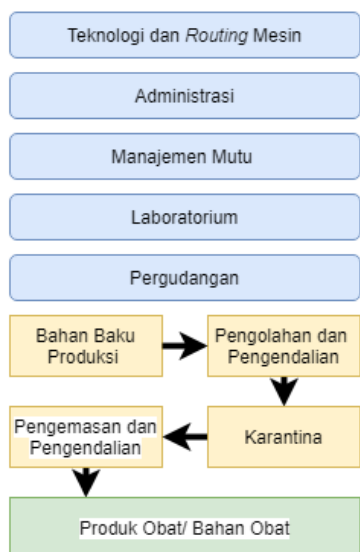 Teknologi dan Routing Mesin
Administrasi
Manajemen Mutu
Laboratorium
Pergudangan
Bahan Baku
Produksi
Pengolahan dan
Pengendalian
Pengemasan dan
Pengendalian
Karantina
Produk Obat/ Bahan Obat